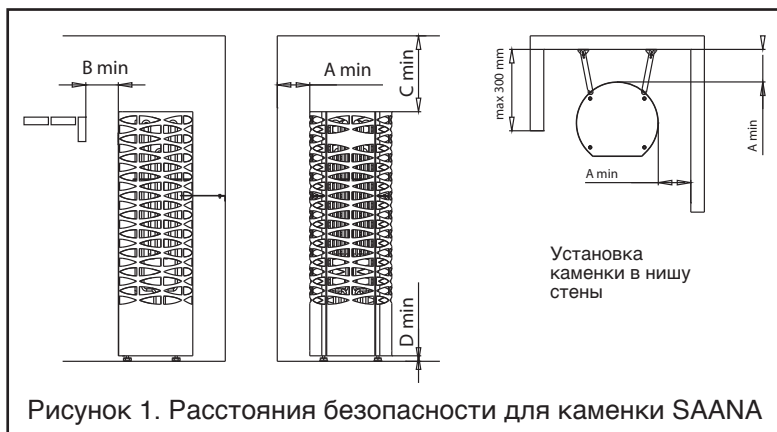 B min
A min
C min
D min
max 300 mm
A min
A min
Установка
каменки в нишу
стены
Рисунок 1. Расстояния безопасности для каменки SAANA